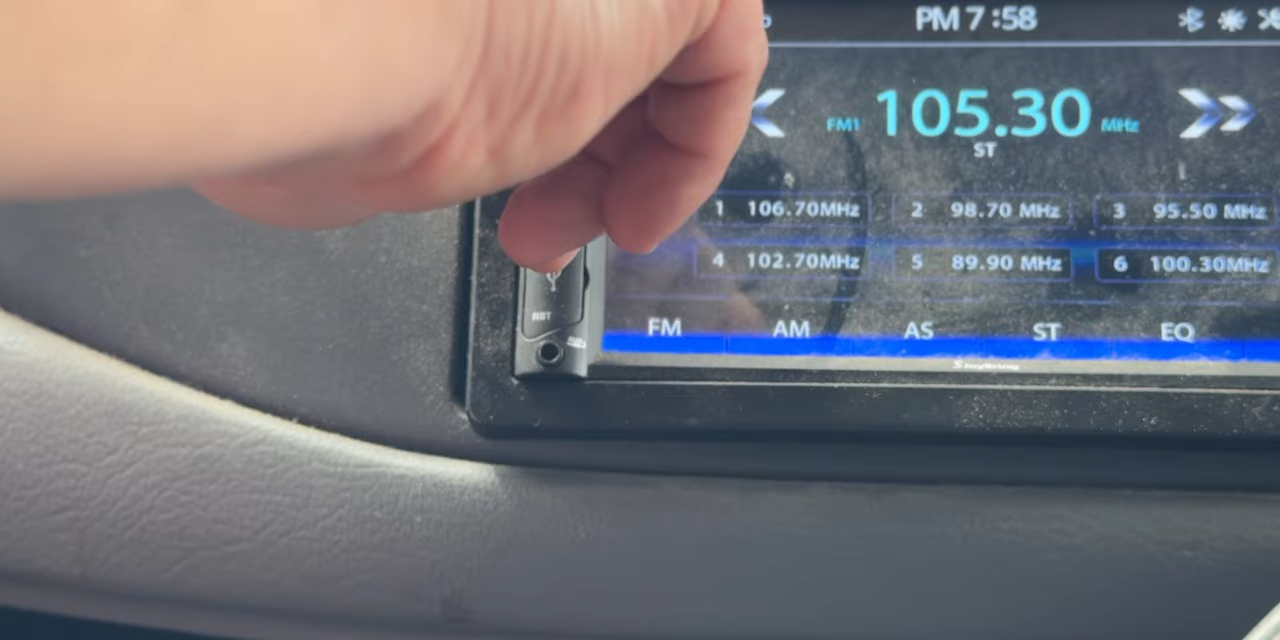 PM 7:58
FM1 105.30 MHz
ST
1 106.70MHz 2 98.70 MHz 3 95.50 MHz
4 102.70MHz 5 89.90 MHz 6 100.30MHz
RST
FM AM AS ST EQ